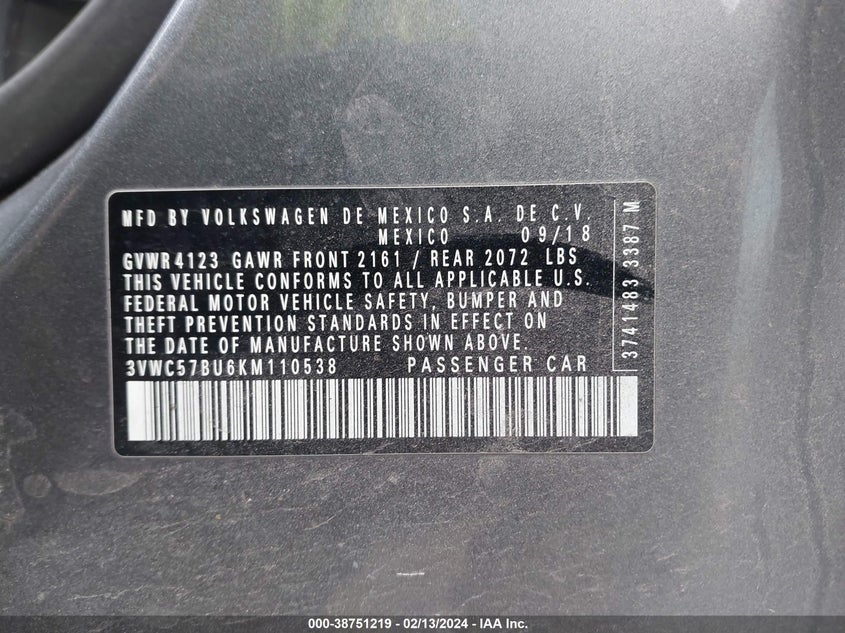 MFD BY VOLKSWAGEN DE MEXICO S.A. DE C.V.
MEXICO 09/18
GVWR 4123 GAWR FRONT 2161 / REAR 2072 LBS
THIS VEHICLE CONFORMS TO ALL APPLICABLE U.S.
FEDERAL MOTOR VEHICLE SAFETY, BUMPER AND
THEFT PREVENTION STANDARDS IN EFFECT ON
THE DATE OF MANUFACTURE SHOWN ABOVE.
3VWC57BU6KM110538 PASSENGER CAR
3741483 3387 M
000-38751219 - 02/13/2024 - IAA Inc.